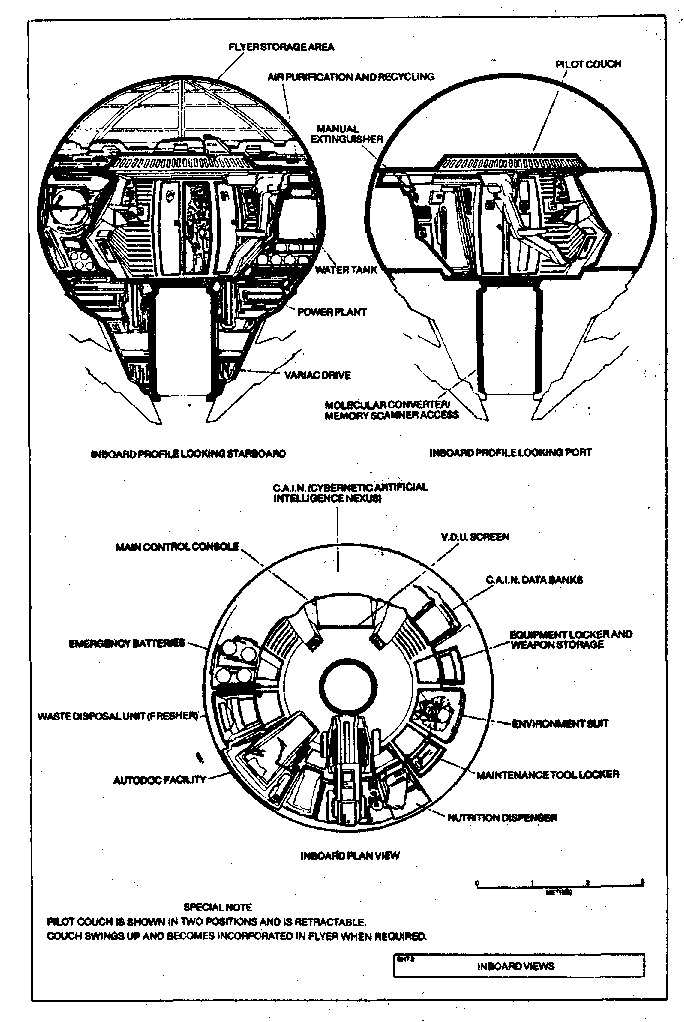 FLYER STORAGE AREA
AIR PURIFICATION AND RECYCLING
PILOT COUCH
MANUAL
EXTINGUISHER
WATER TANK
POWER PLANT
VARIAC DRIVE
MOLECULAR CONVERTER/
MEMORY SCANNER ACCESS
INBOARD PROFILE LOOKING STARBOARD
INBOARD PROFILE LOOKING PORT
C.A.I.N. (CYBERNETIC ARTIFICIAL
INTELLIGENCE NEXUS)
MAIN CONTROL CONSOLE
V.D.U. SCREEN
C.A.I.N. DATA BANKS
EMERGENCY BATTERIES
EQUIPMENT LOCKER AND
WEAPON STORAGE
WASTE DISPOSAL UNIT (FRESHER)
ENVIRONMENT SUIT
AUTODOC FACILITY
MAINTENANCE TOOL LOCKER
NUTRITION DISPENSER
INBOARD PLAN VIEW
0 1 2 3
METRES
SPECIAL NOTE
PILOT COUCH IS SHOWN IN TWO POSITIONS AND IS RETRACTABLE.
COUCH SWINGS UP AND BECOMES INCORPORATED IN FLYER WHEN REQUIRED.
INBOARD VIEWS